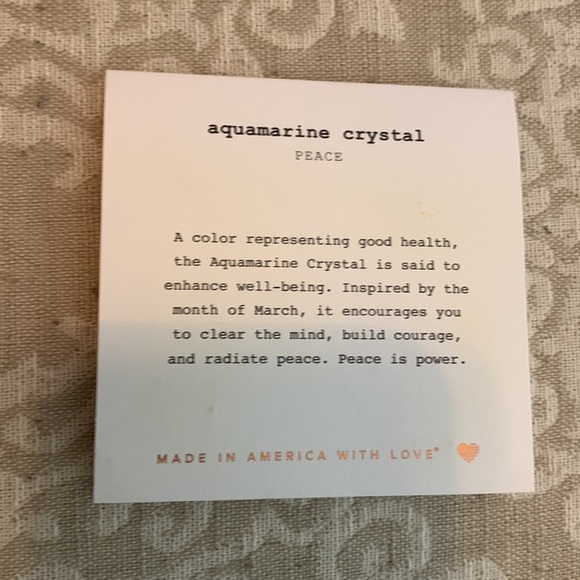 aquamarine crystal
PEACE
A color representing good health,
the Aquamarine Crystal is said to
enhance well-being. Inspired by the
month of March, it encourages you
to clear the mind, build courage,
and radiate peace. Peace is power.
MADE IN AMERICA WITH LOVE®